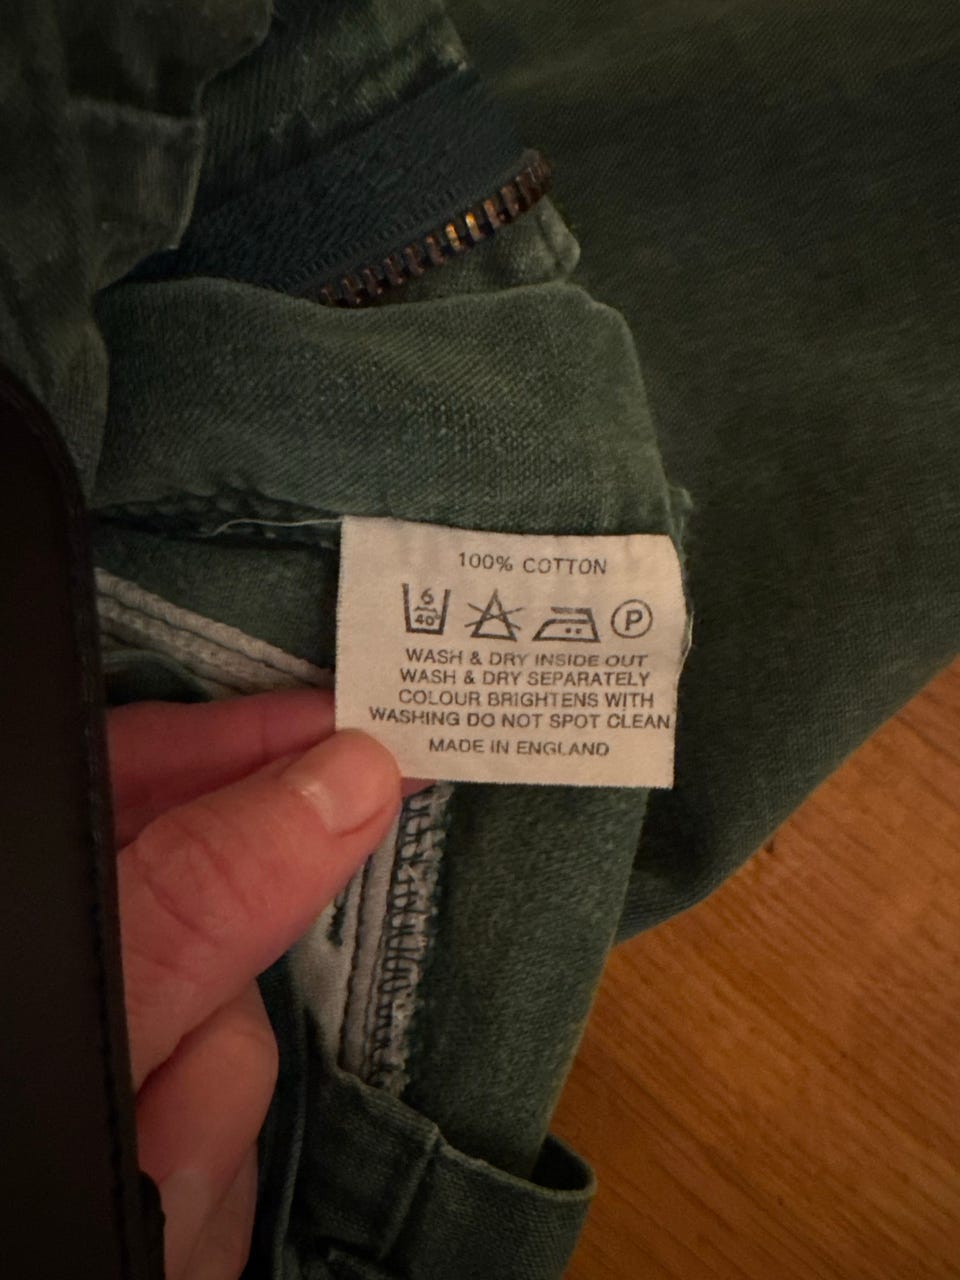 100% COTTON
6
40°
P
WASH & DRY INSIDE OUT
WASH & DRY SEPARATELY
COLOUR BRIGHTENS WITH
WASHING DO NOT SPOT CLEAN
MADE IN ENGLAND